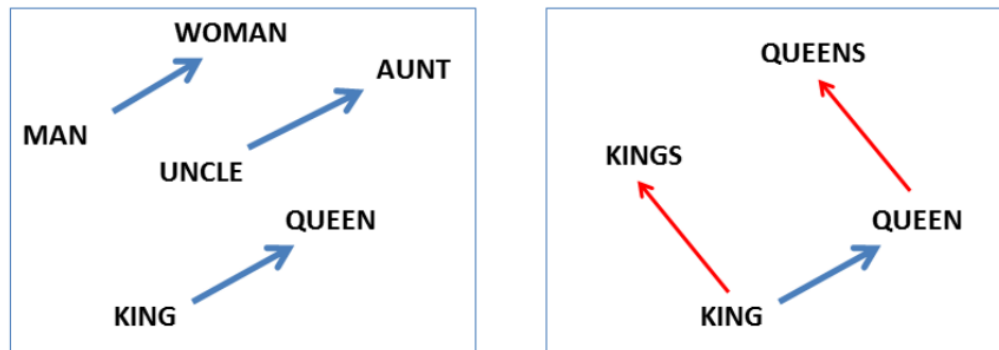 WOMAN
AUNT
MAN
UNCLE
QUEEN
KING
QUEENS
KINGS
QUEEN
KING